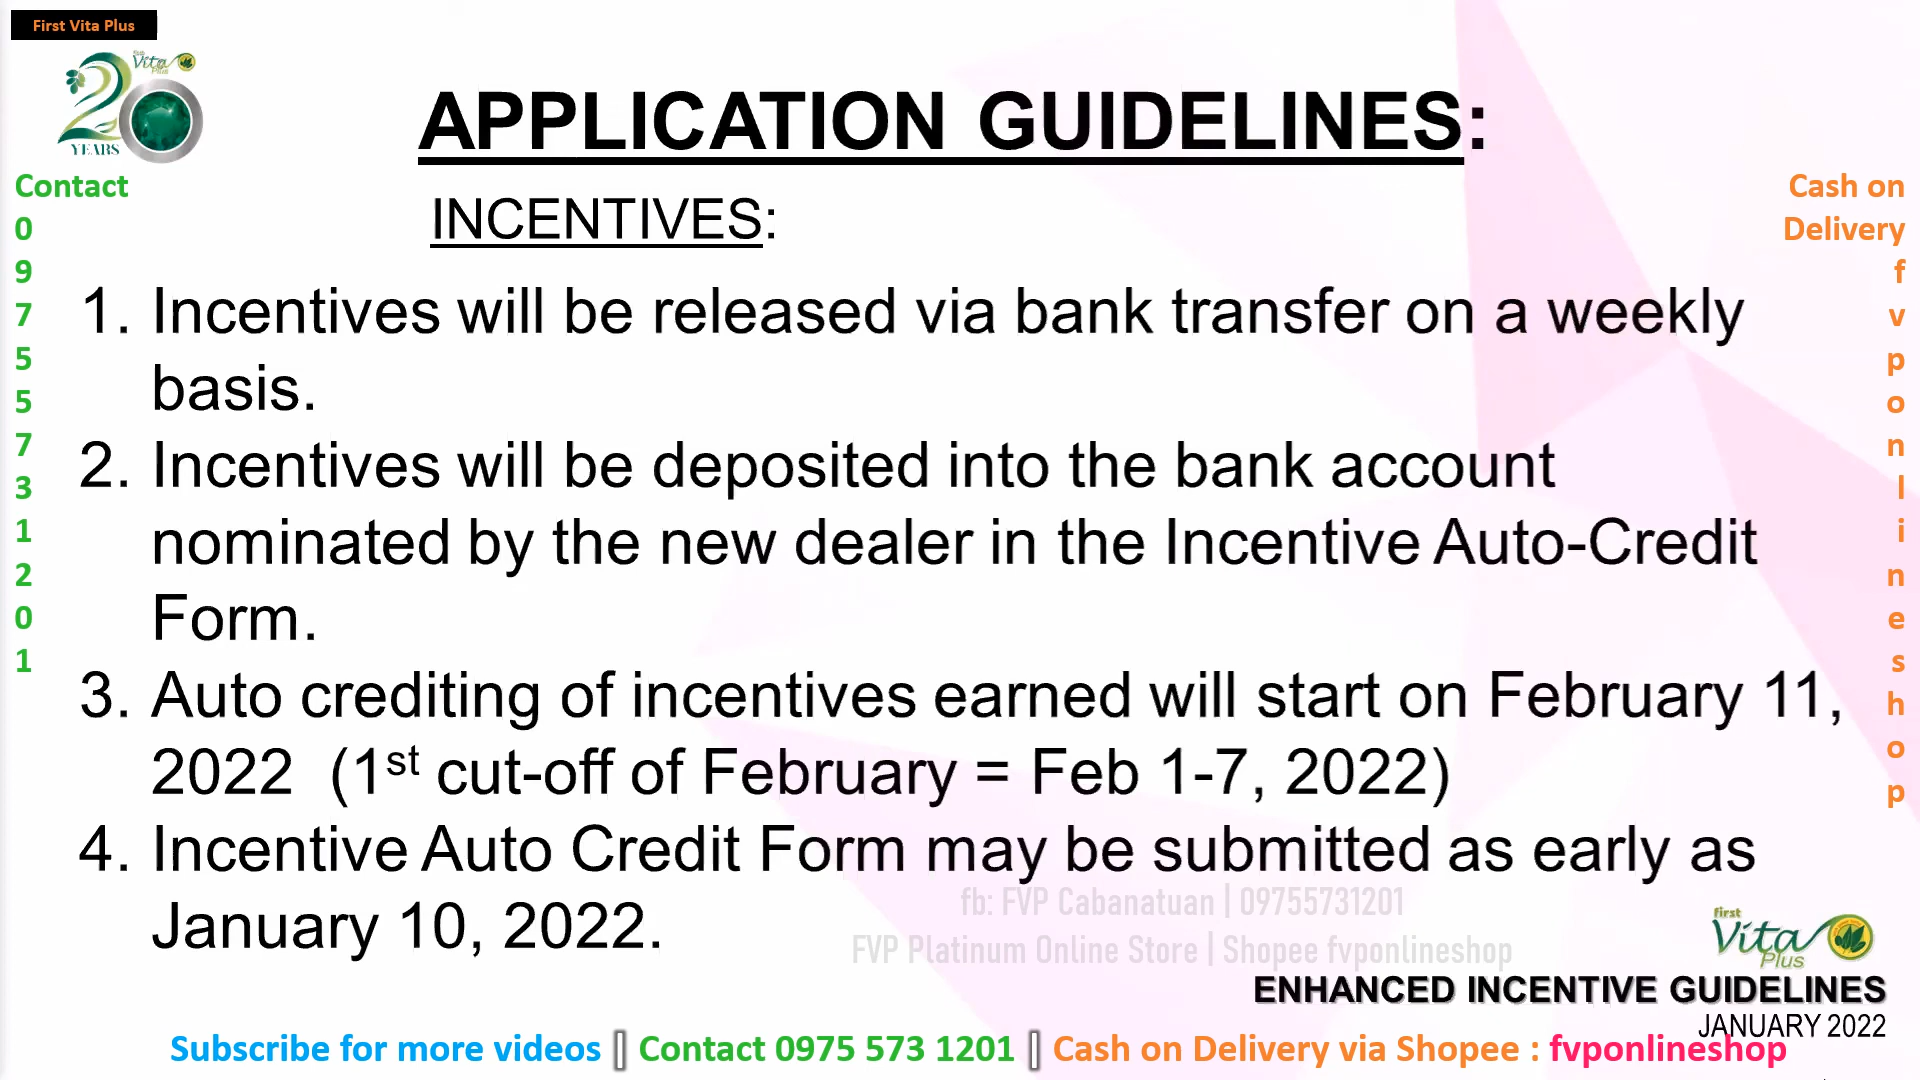 First Vita Plus
First
Vita
Plus
20
YEARS
APPLICATION GUIDELINES:
INCENTIVES:
Contact
0
9
7
5
5
7
3
1
2
0
1
Cash on
Delivery
f
v
p
o
n
l
i
n
e
s
h
o
p
1. Incentives will be released via bank transfer on a weekly
basis.
2. Incentives will be deposited into the bank account
nominated by the new dealer in the Incentive Auto-Credit
Form.
3. Auto crediting of incentives earned will start on February 11,
2022 (1st cut-off of February = Feb 1-7, 2022)
4. Incentive Auto Credit Form may be submitted as early as
January 10, 2022.
fb: FVP Cabanatuan | 09755731201
FVP Platinum Online Store | Shopee fvponlineshop
First
Vita
Plus
ENHANCED INCENTIVE GUIDELINES
JANUARY 2022
Subscribe for more videos | Contact 0975 573 1201 | Cash on Delivery via Shopee : fvponlineshop